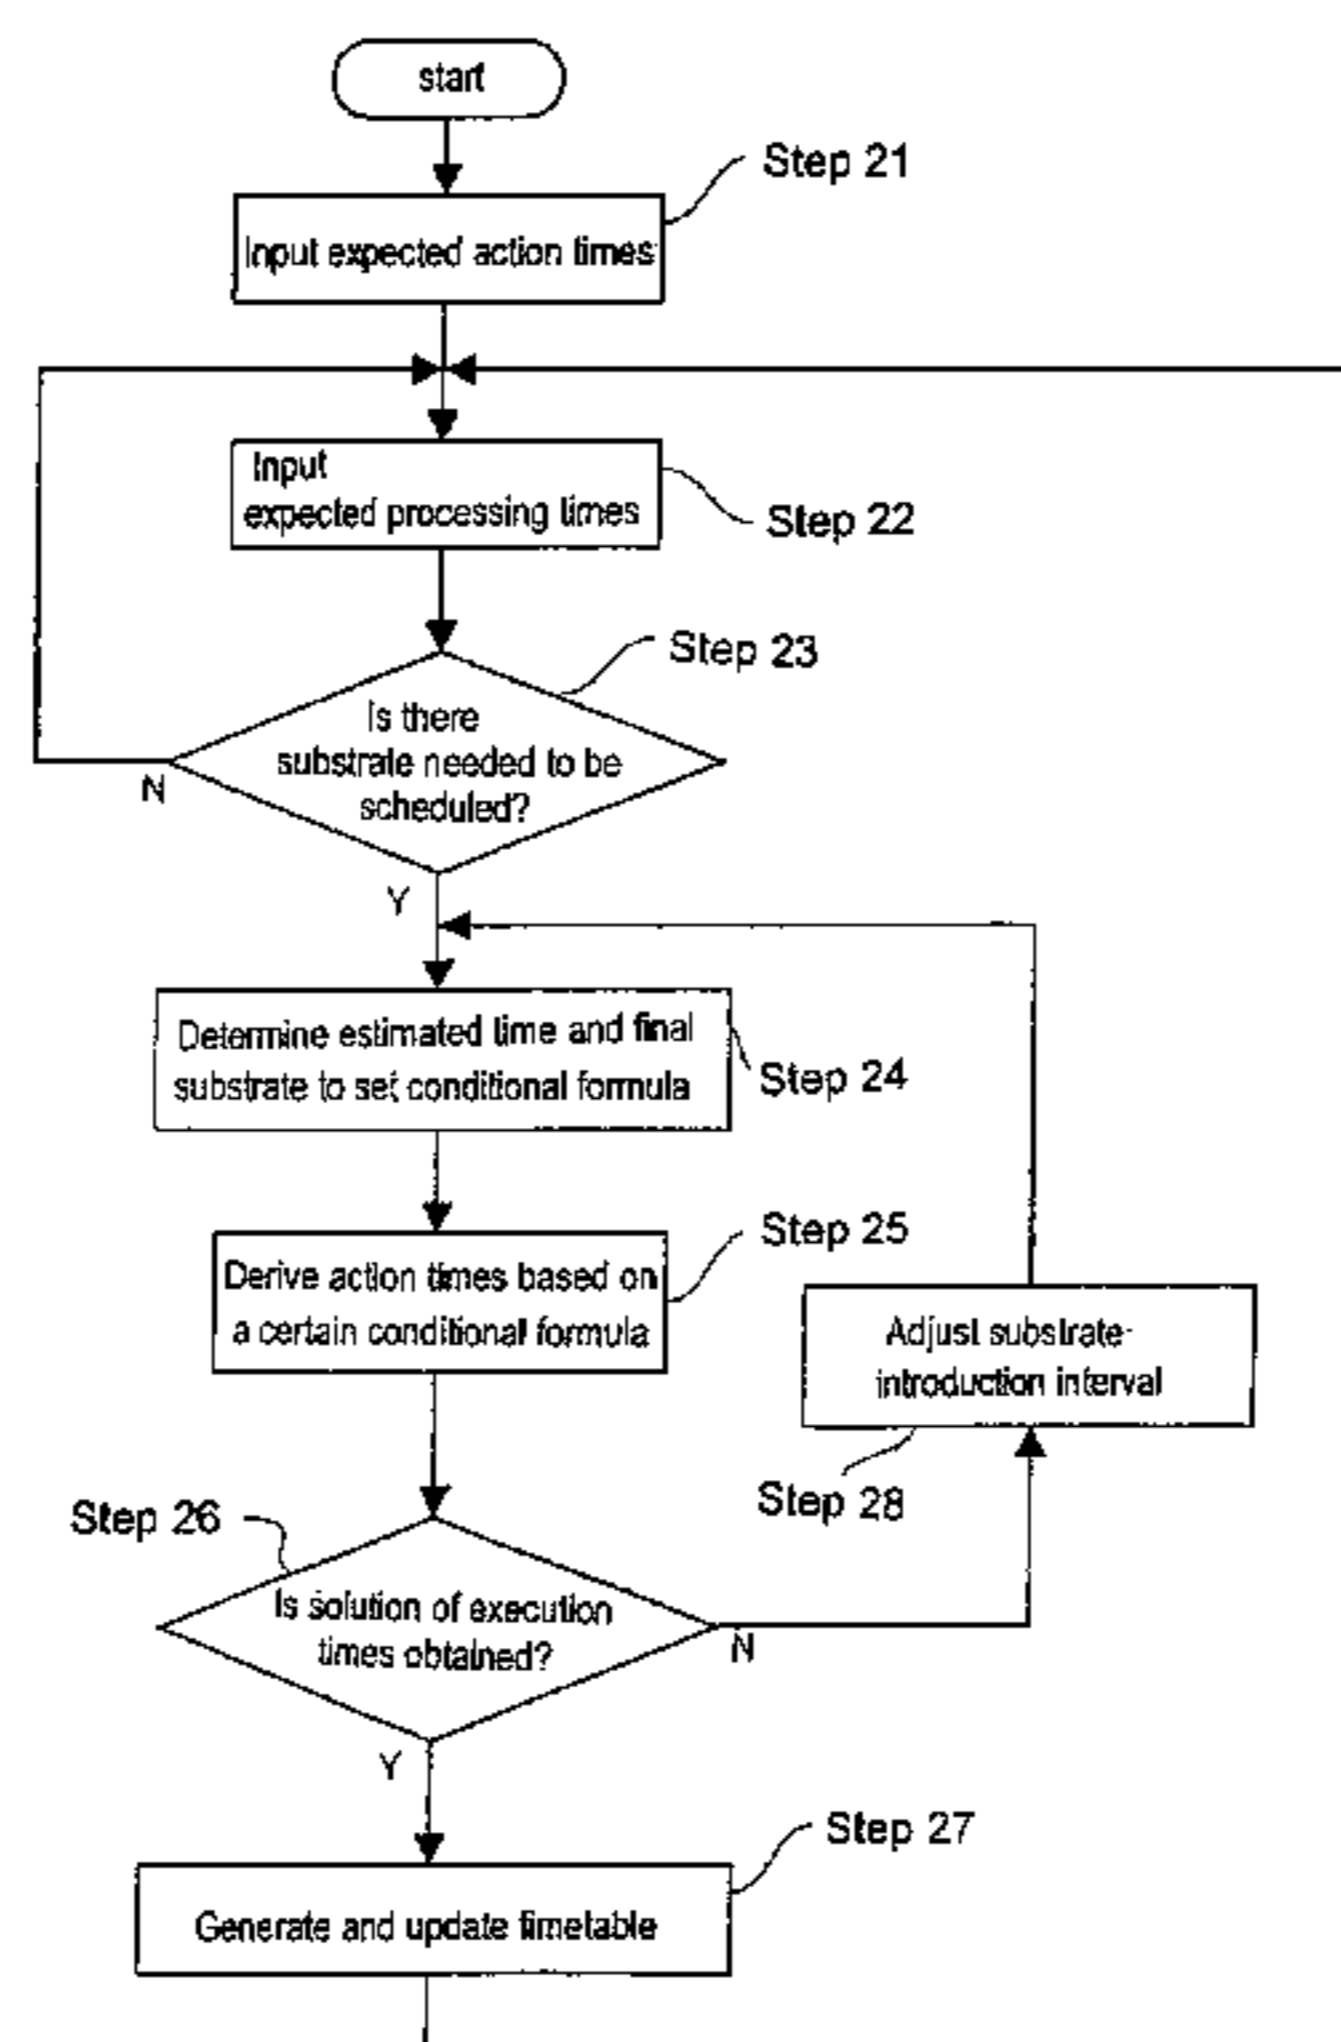 start
Step 21
Input expected action times
Input
expected processing times
Step 22
Step 23
Is there
substrate needed to be
scheduled?
N
Y
Determine estimated time and final
substrate to set conditional formula
Step 24
Step 25
Derive action times based on
a certain conditional formula
Adjust substrate-
introduction interval
Step 28
Step 26
Is solution of execution
times obtained?
N
Y
Step 27
Generate and update timetable